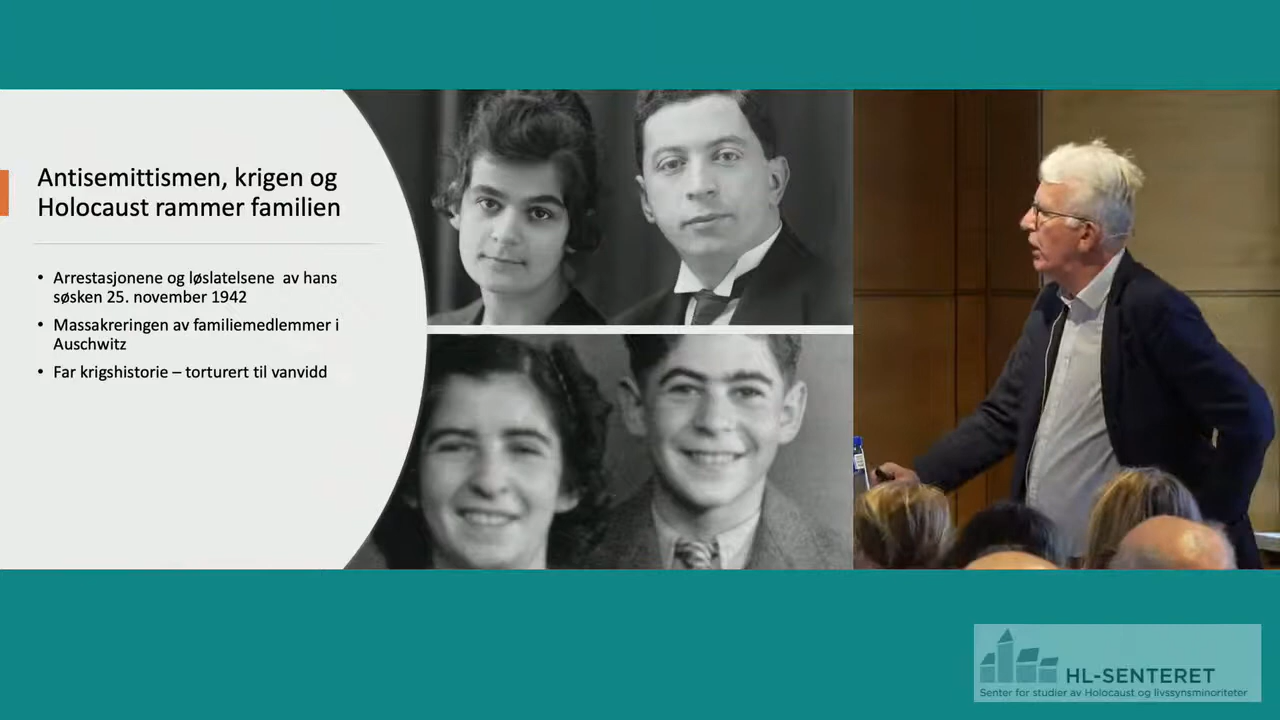 Antisemittismen, krigen og
Holocaust rammer familien
• Arrestasjonene og løslatelsene av hans
søsken 25. november 1942
• Massakreringen av familiemedlemmer i
Auschwitz
• Far krigshistorie – torturert til vanvidd
HL-SENTERET
Senter for studier av Holocaust og livssynsminoriteter